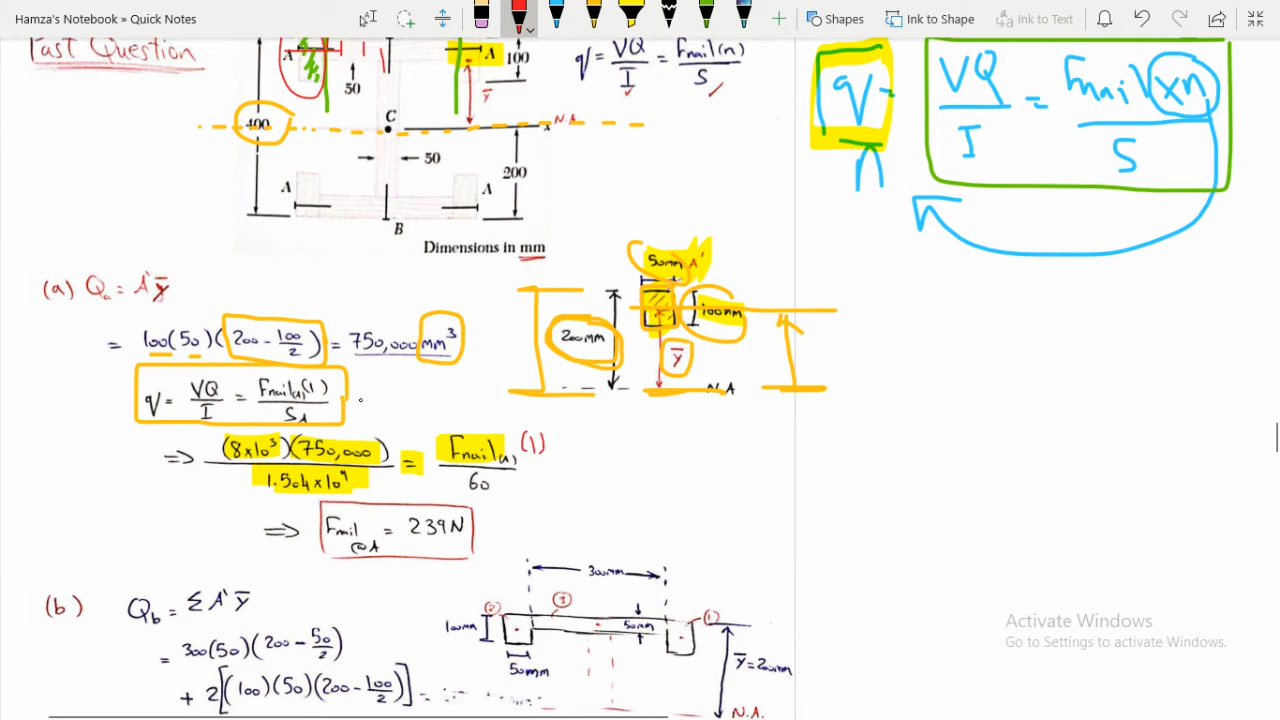 Hamza's Notebook » Quick Notes
Shapes
Ink to Shape
Ink to Text
Past Question
A
A
100
50
ȳ
q = VQ/I = Fnail(n)/S
q = VQ/I = Fnail(xn)/S
n
400
C
N.A
50
200
A
A
B
Dimensions in mm
(a) Qa = A'ȳ
50mm A'
100mm
200mm
ȳ
N.A
= 100(50)(200 - 100/2) = 750,000 mm³
q = VQ/I = Fnail(A)(1)/SA
=> (8x10³)(750,000)/1.504x10⁹ = Fnail(A)/60 (1)
=> Fnail @A = 239N
(b) Qb = Σ A'ȳ
300mm
② ③ ①
100mm
50mm
50mm
ȳ=200mm
= 300(50)(200 - 50/2)
+ 2[(100)(50)(200 - 100/2)] =
N.A.
Activate Windows
Go to Settings to activate Windows.